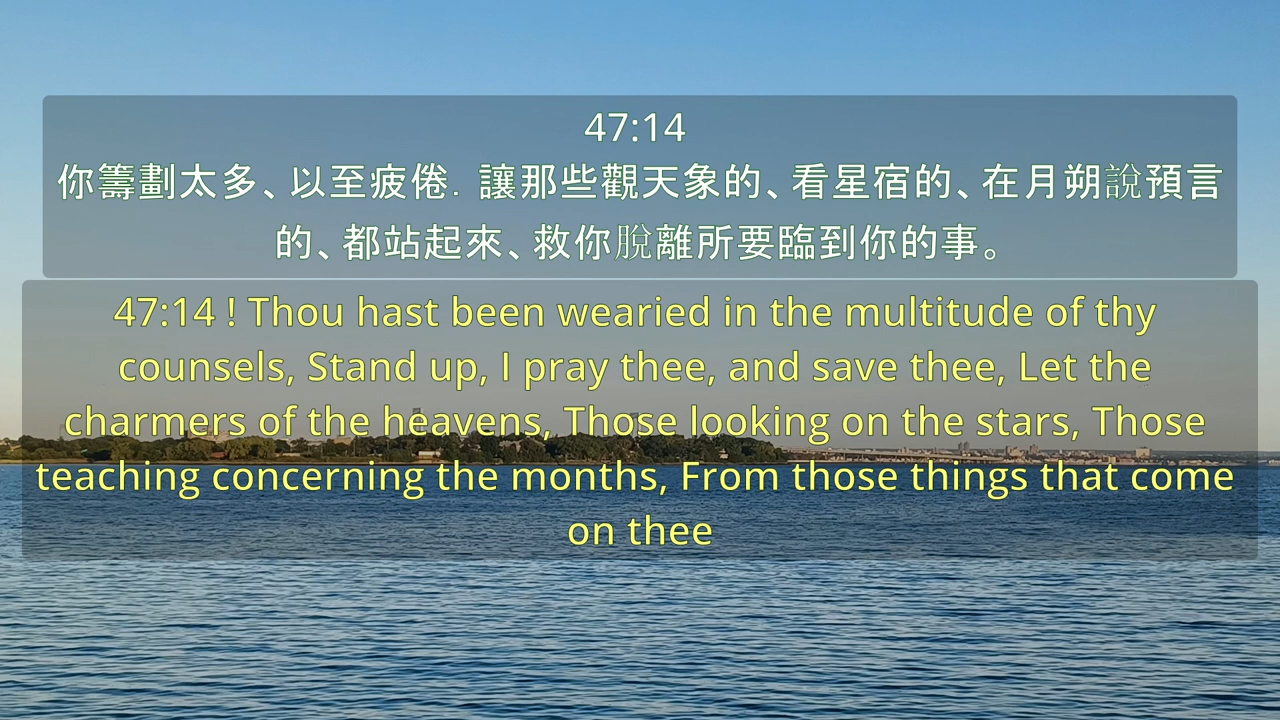 47:14
你籌劃太多、以至疲倦．讓那些觀天象的、看星宿的、在月朔說預言
的、都站起來、救你脫離所要臨到你的事。
47:14 ! Thou hast been wearied in the multitude of thy
counsels, Stand up, I pray thee, and save thee, Let the
charmers of the heavens, Those looking on the stars, Those
teaching concerning the months, From those things that come
on thee